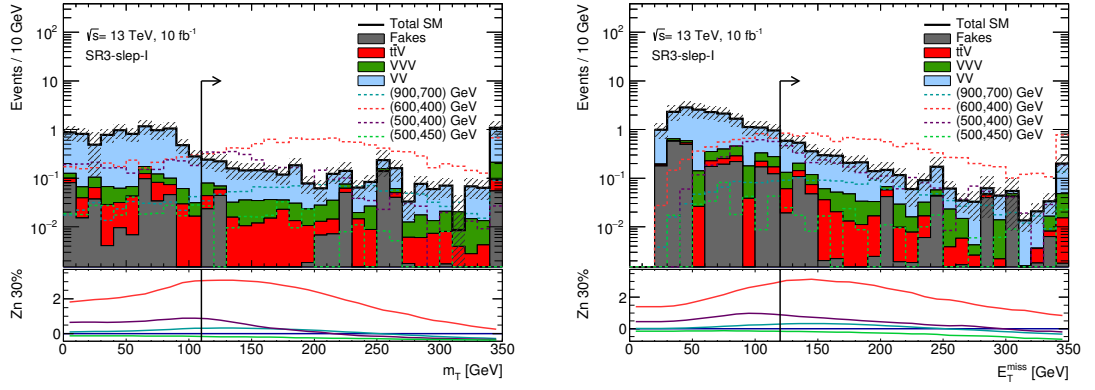 Events / 10 GeV
10²
10
1
10⁻¹
10⁻²
√s= 13 TeV, 10 fb⁻¹
SR3-slep-I
Total SM
Fakes
tt̄V
VVV
VV
(900,700) GeV
(600,400) GeV
(500,400) GeV
(500,450) GeV
Zn 30%
2
0
0 50 100 150 200 250 300 350
m_T [GeV]
Events / 10 GeV
10²
10
1
10⁻¹
10⁻²
√s= 13 TeV, 10 fb⁻¹
SR3-slep-I
Total SM
Fakes
tt̄V
VVV
VV
(900,700) GeV
(600,400) GeV
(500,400) GeV
(500,450) GeV
Zn 30%
2
0
0 50 100 150 200 250 300 350
E_T^miss [GeV]